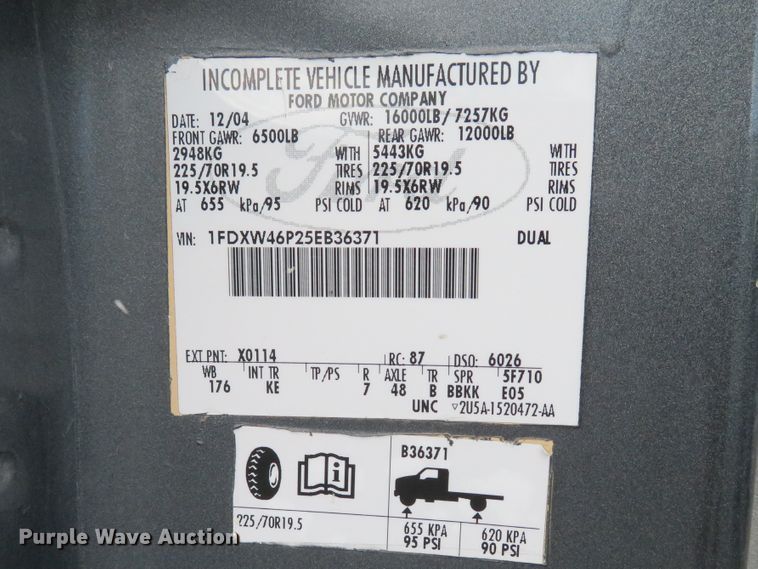 INCOMPLETE VEHICLE MANUFACTURED BY
FORD MOTOR COMPANY
DATE: 12/04 GVWR: 16000LB/ 7257KG
FRONT GAWR: 6500LB REAR GAWR: 12000LB
2948KG WITH 5443KG WITH
225/70R19.5 TIRES 225/70R19.5 TIRES
19.5X6RW RIMS 19.5X6RW RIMS
AT 655 kPa/95 PSI COLD AT 620 kPa/90 PSI COLD
Ford
VIN: 1FDXW46P25EB36371 DUAL
EXT PNT: X0114 RC: 87 DSO: 6026
WB INT TR TP/PS R AXLE TR SPR 5F710
176 KE 7 48 B BBKK E05
UNC ▽2U5A-1520472-AA
B36371
i
225/70R19.5 655 KPA 620 KPA
95 PSI 90 PSI
Purple Wave Auction